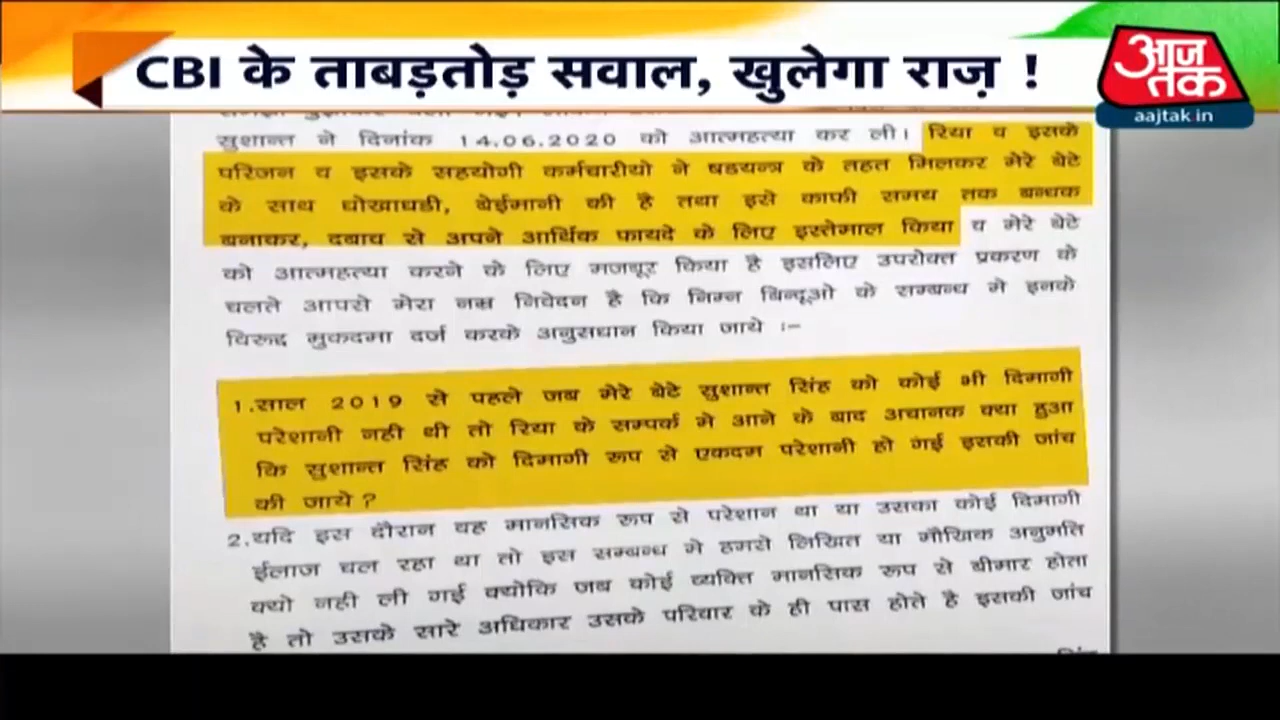 CBI के ताबड़तोड़ सवाल, खुलेगा राज़ !
आज
तक
aajtak.in
सुशान्त ने दिनांक 14.06.2020 को आत्महत्या कर ली। रिया व इसके
परिजन व इसके सहयोगी कर्मचारीयो ने षडयन्त्र के तहत मिलकर मेरे बेटे
के साथ धोखाधडी, बेईमानी की है तथा इसे काफी समय तक बन्धक
बनाकर, दबाव से अपने आर्थिक फायदे के लिए इस्तेमाल किया व मेरे बेटे
को आत्महत्या करने के लिए मजबूर किया है इसलिए उपरोक्त प्रकरण के
चलते आपसे मेरा नम्र निवेदन है कि निम्न बिन्दूओ के सम्बन्ध मे इनके
विरूद्ध मुकदमा दर्ज करके अनुसधान किया जाये :-
1.साल 2019 से पहले जब मेरे बेटे सुशान्त सिंह को कोई भी दिमागी
परेशानी नही थी तो रिया के सम्पर्क मे आने के बाद अचानक क्या हुआ
कि सुशान्त सिंह को दिमागी रूप से एकदम परेशानी हो गई इसकी जांच
की जाये ?
2.यदि इस दौरान वह मानसिक रूप से परेशान था या उसका कोई दिमागी
ईलाज चल रहा था तो इस सम्बन्ध मे हमसे लिखित या मौखिक अनुमति
क्यो नही ली गई क्योकि जब कोई व्यक्ति मानसिक रूप से बीमार होता
है तो उसके सारे अधिकार उसके परिवार के ही पास होते है इसकी जांच